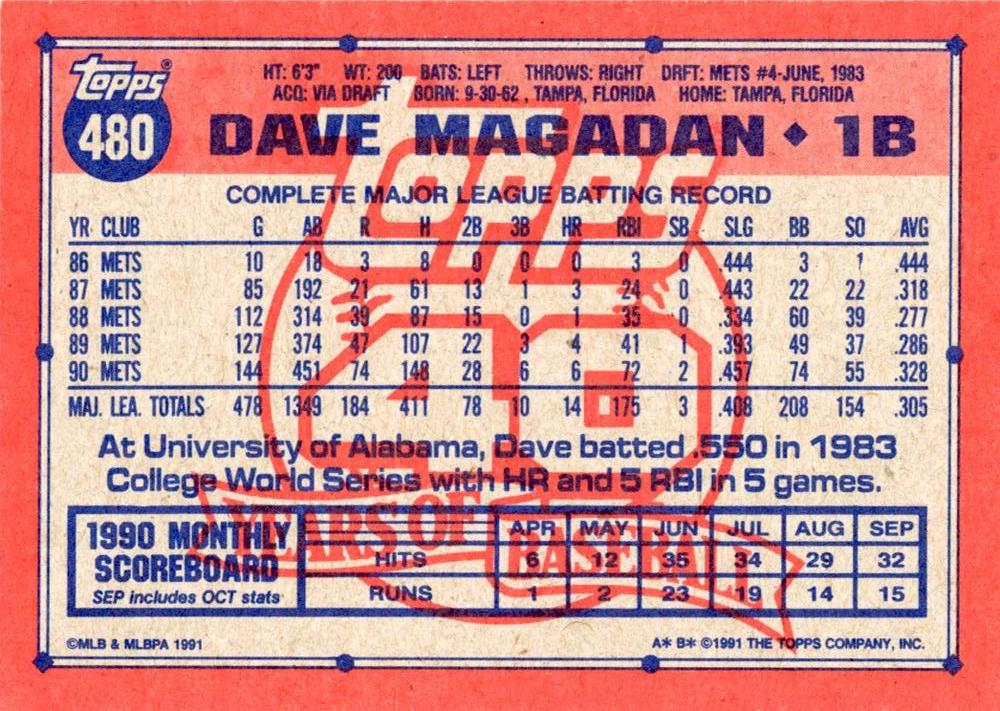 topps®
480
HT: 6'3" WT: 200 BATS: LEFT THROWS: RIGHT DRFT: METS #4-JUNE, 1983
ACQ: VIA DRAFT BORN: 9-30-62, TAMPA, FLORIDA HOME: TAMPA, FLORIDA
DAVE MAGADAN ◆ 1B
COMPLETE MAJOR LEAGUE BATTING RECORD
YR CLUB G AB R H 2B 3B HR RBI SB SLG BB SO AVG
86 METS 10 18 3 8 0 0 0 3 0 .444 3 1 .444
87 METS 85 192 21 61 13 1 3 24 0 .443 22 22 .318
88 METS 112 314 39 87 15 0 1 35 0 .334 60 39 .277
89 METS 127 374 47 107 22 3 4 41 1 .393 49 37 .286
90 METS 144 451 74 148 28 6 6 72 2 .457 74 55 .328
MAJ. LEA. TOTALS 478 1349 184 411 78 10 14 175 3 .408 208 154 .305
At University of Alabama, Dave batted .550 in 1983
College World Series with HR and 5 RBI in 5 games.
topps
40
YEARS OF BASEBALL
1990 MONTHLY
SCOREBOARD
SEP includes OCT stats
APR MAY JUN JUL AUG SEP
HITS 6 12 35 34 29 32
RUNS 1 2 23 19 14 15
©MLB & MLBPA 1991 A* B* ©1991 THE TOPPS COMPANY, INC.